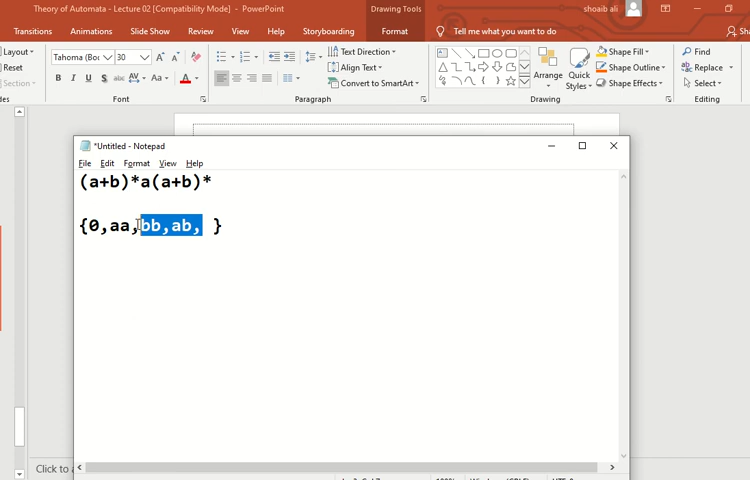 Theory of Automata - Lecture 02 [Compatibility Mode] - PowerPoint
Drawing Tools
shoaib ali
Transitions Animations Slide Show Review View Help Storyboarding Format Tell me what you want to do
Layout Text Direction Shape Fill Find
Tahoma 30
Reset Align Text Shape Outline Replace
Section B I U S abc AV Aa A Convert to SmartArt Arrange Quick Styles Shape Effects Select
Font Paragraph Drawing Editing
*Untitled - Notepad
File Edit Format View Help
(a+b)*a(a+b)*
{0,aa,bb,ab, }
Click to a